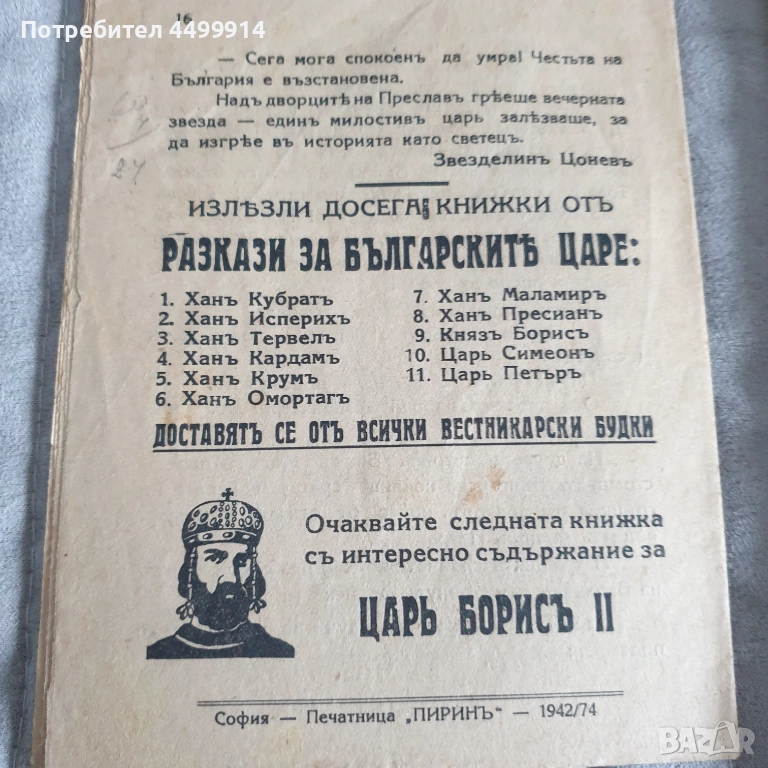 Потребител 4499914
16
— Сега мога спокоенъ да умра! Честьта на
България е възстановена.
Надъ дворцитѣ на Преславъ грѣеше вечерната
звезда — единъ милостивъ царь залѣзваше, за
да изгрѣе въ историята като светецъ.
Звезделинъ Цоневъ
ИЗЛѢЗЛИ ДОСЕГА КНИЖКИ ОТЪ
РАЗКАЗИ ЗА БЪЛГАРСКИТѢ ЦАРЕ:
1. Ханъ Кубратъ
2. Ханъ Исперихъ
3. Ханъ Тервелъ
4. Ханъ Кардамъ
5. Ханъ Крумъ
6. Ханъ Омортагъ
7. Ханъ Маламиръ
8. Ханъ Пресианъ
9. Князъ Борисъ
10. Царь Симеонъ
11. Царь Петъръ
ДОСТАВЯТЪ СЕ ОТЪ ВСИЧКИ ВЕСТНИКАРСКИ БУДКИ
Очаквайте следната книжка
съ интересно съдържание за
ЦАРЬ БОРИСЪ II
София — Печатница „ПИРИНЪ" — 1942/74
BAZAR